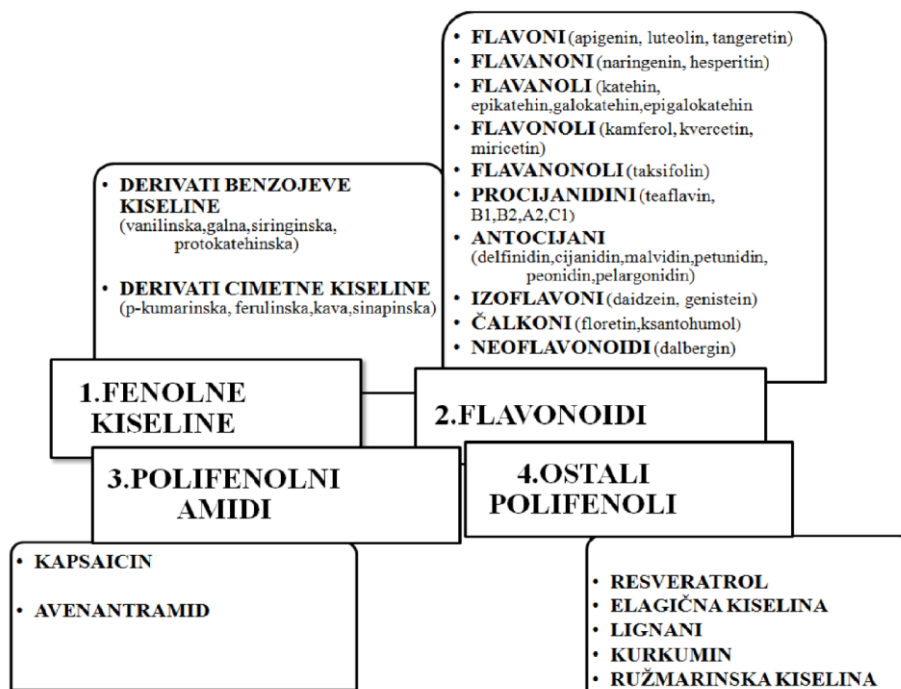 • DERIVATI BENZOJEVE
KISELINE
(vanilinska,galna,siringinska,
protokatehinska)
• DERIVATI CIMETNE KISELINE
(p-kumarinska, ferulinska,kava,sinapinska)
1.FENOLNE
KISELINE
• FLAVONI (apigenin, luteolin, tangeretin)
• FLAVANONI (naringenin, hesperitin)
• FLAVANOLI (katehin,
epikatehin,galokatehin,epigalokatehin
• FLAVONOLI (kamferol, kvercetin,
miricetin)
• FLAVANONOLI (taksifolin)
• PROCIJANIDINI (teaflavin,
B1,B2,A2,C1)
• ANTOCIJANI
(delfinidin,cijanidin,malvidin,petunidin,
peonidin,pelargonidin)
• IZOFLAVONI (daidzein, genistein)
• ČALKONI (floretin,ksantohumol)
• NEOFLAVONOIDI (dalbergin)
2.FLAVONOIDI
3.POLIFENOLNI
AMIDI
• KAPSAICIN
• AVENANTRAMID
4.OSTALI
POLIFENOLI
• RESVERATROL
• ELAGIČNA KISELINA
• LIGNANI
• KURKUMIN
• RUŽMARINSKA KISELINA